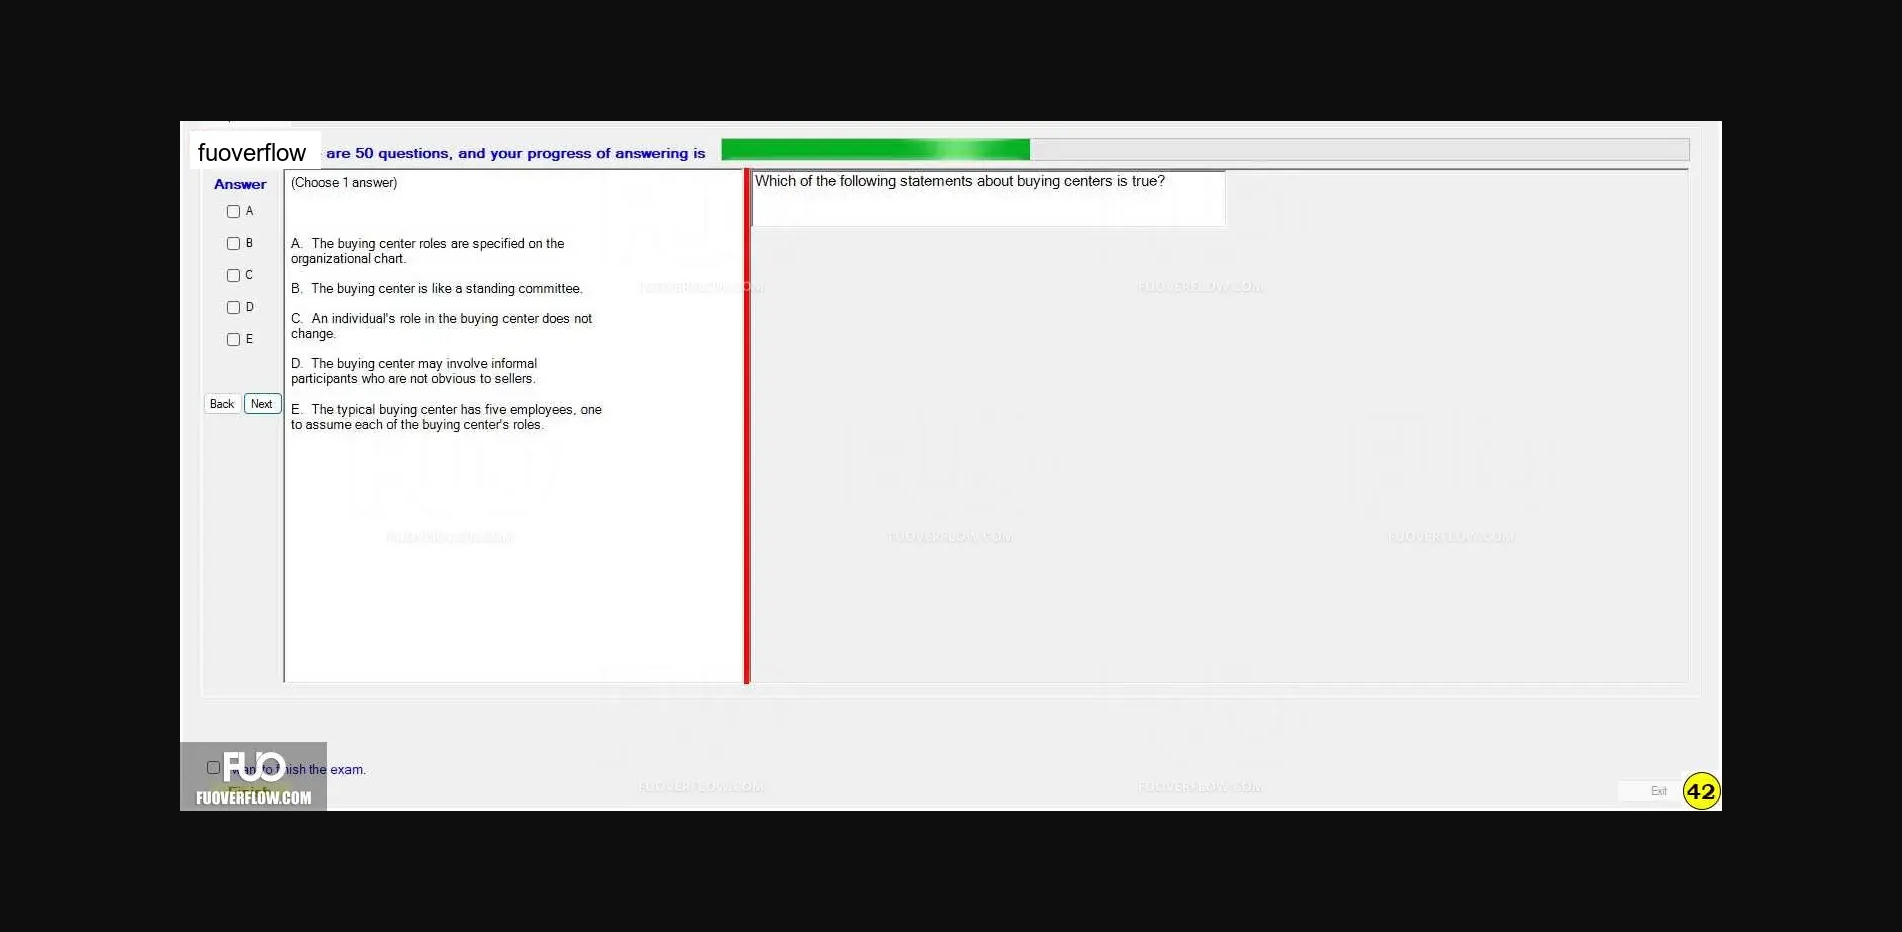 fuoverflow
are 50 questions, and your progress of answering is
Answer
A
B
C
D
E
Back
Next
(Choose 1 answer)
A. The buying center roles are specified on the
organizational chart.
B. The buying center is like a standing committee.
C. An individual's role in the buying center does not
change.
D. The buying center may involve informal
participants who are not obvious to sellers.
E. The typical buying center has five employees, one
to assume each of the buying center's roles.
Which of the following statements about buying centers is true?
FUOVERFLOW.COM
FUOVERFLOW.COM
FUOVERFLOW.COM
FUOVERFLOW.COM
FUOVERFLOW.COM
FUOVERFLOW.COM
FUOVERFLOW.COM
the exam.
FUO
FUOVERFLOW.COM
Exit
42